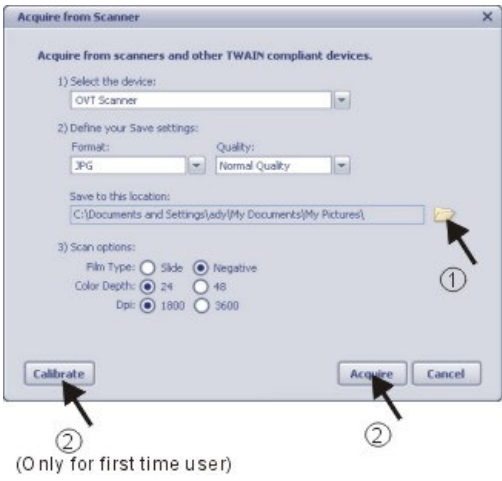 Acquire from Scanner
Acquire from scanners and other TWAIN compliant devices.
1) Select the device:
OVT Scanner
2) Define your Save settings:
Format: Quality:
JPG Normal Quality
Save to this location:
C:\Documents and Settings\ady\My Documents\My Pictures\
3) Scan options:
Film Type: Slide Negative
Color Depth: 24 48
Dpi: 1800 3600
①
Calibrate Acquire Cancel
② ②
(Only for first time user)